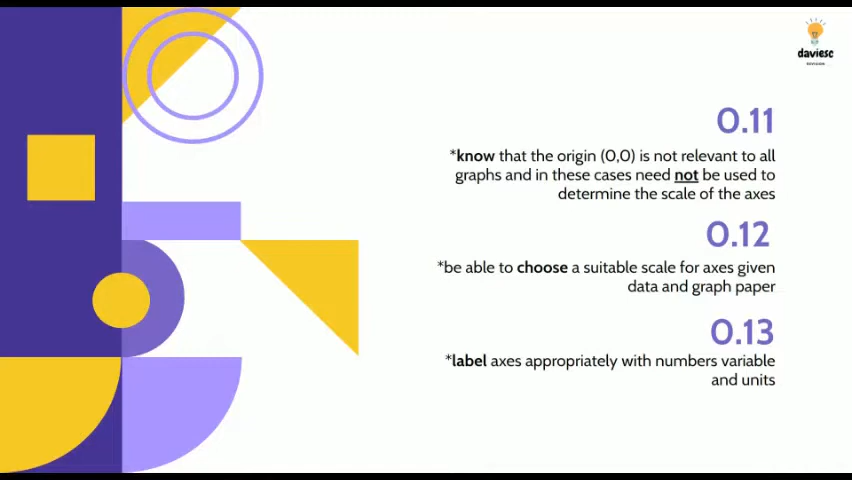 daviesc
REVISION
0.11
*know that the origin (0,0) is not relevant to all
graphs and in these cases need not be used to
determine the scale of the axes
0.12
*be able to choose a suitable scale for axes given
data and graph paper
0.13
*label axes appropriately with numbers variable
and units